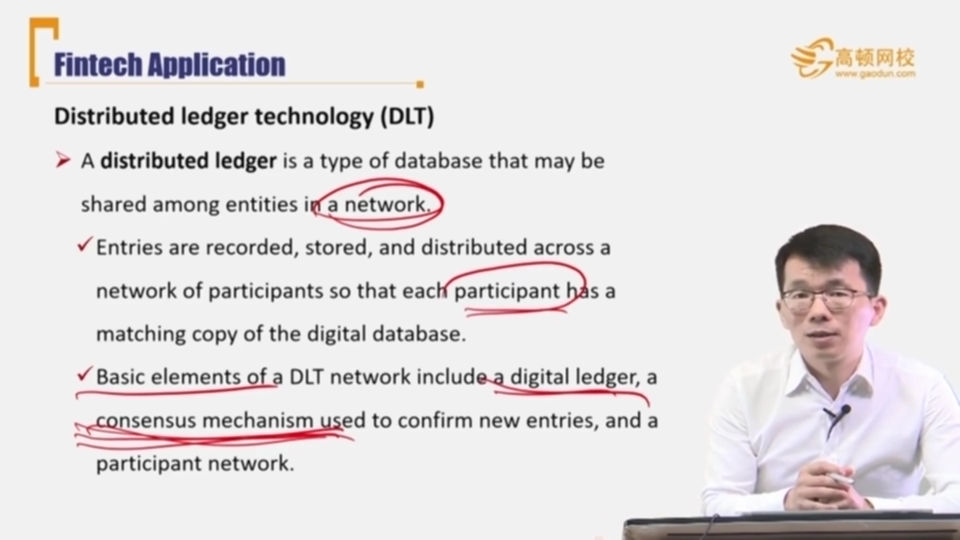 Fintech Application
高顿网校
www.gaodun.com
Distributed ledger technology (DLT)
A distributed ledger is a type of database that may be
shared among entities in a network.
Entries are recorded, stored, and distributed across a
network of participants so that each participant has a
matching copy of the digital database.
Basic elements of a DLT network include a digital ledger, a
consensus mechanism used to confirm new entries, and a
participant network.